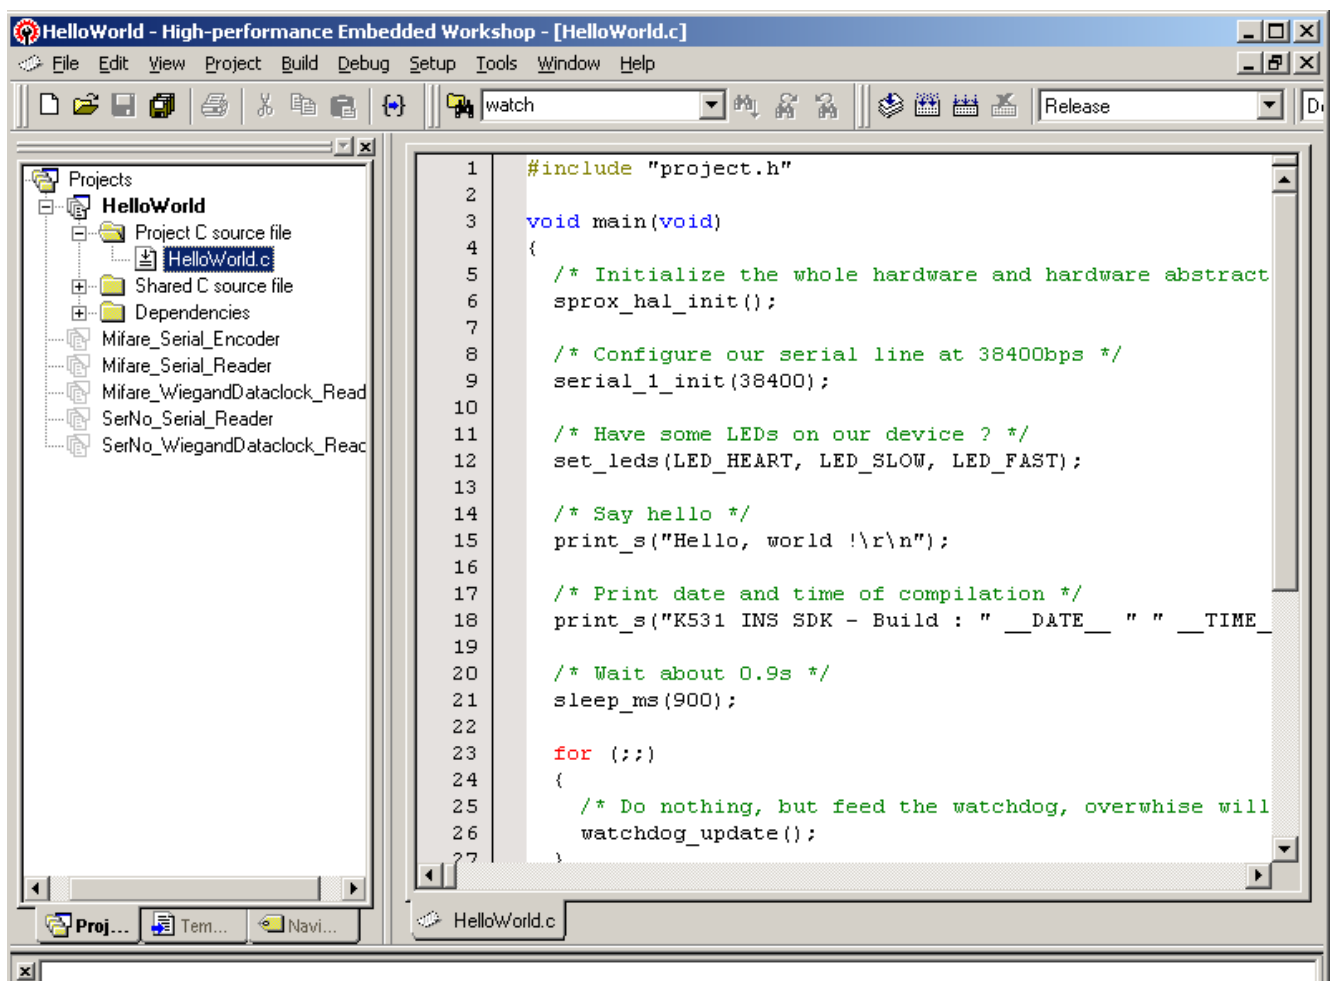 HelloWorld - High-performance Embedded Workshop - [HelloWorld.c]
File Edit View Project Build Debug Setup Tools Window Help
watch
Release
Projects
HelloWorld
Project C source file
HelloWorld.c
Shared C source file
Dependencies
Mifare_Serial_Encoder
Mifare_Serial_Reader
Mifare_WiegandDataclock_Read
SerNo_Serial_Reader
SerNo_WiegandDataclock_Reac
Proj... Tem... Navi...
1 #include "project.h"
2
3 void main(void)
4 {
5 /* Initialize the whole hardware and hardware abstract
6 sprox_hal_init();
7
8 /* Configure our serial line at 38400bps */
9 serial_1_init(38400);
10
11 /* Have some LEDs on our device ? */
12 set_leds(LED_HEART, LED_SLOW, LED_FAST);
13
14 /* Say hello */
15 print_s("Hello, world !\r\n");
16
17 /* Print date and time of compilation */
18 print_s("K531 INS SDK - Build : " __DATE__ " " __TIME_
19
20 /* Wait about 0.9s */
21 sleep_ms(900);
22
23 for (;;)
24 {
25 /* Do nothing, but feed the watchdog, overwhise will
26 watchdog_update();
27 }
HelloWorld.c